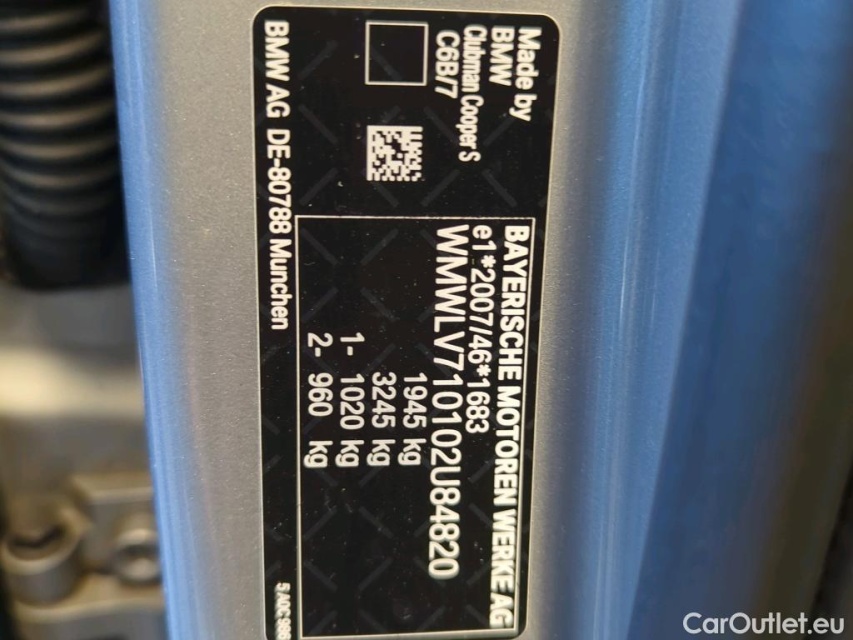 Made by
BMW
Clubman Cooper S
C6B/7
BAYERISCHE MOTOREN WERKE AG
e1*2007/46*1683
WMWLV710102U84820
1945 kg
3245 kg
1- 1020 kg
2- 960 kg
BMW AG DE-80788 Munchen
CarOutlet.eu